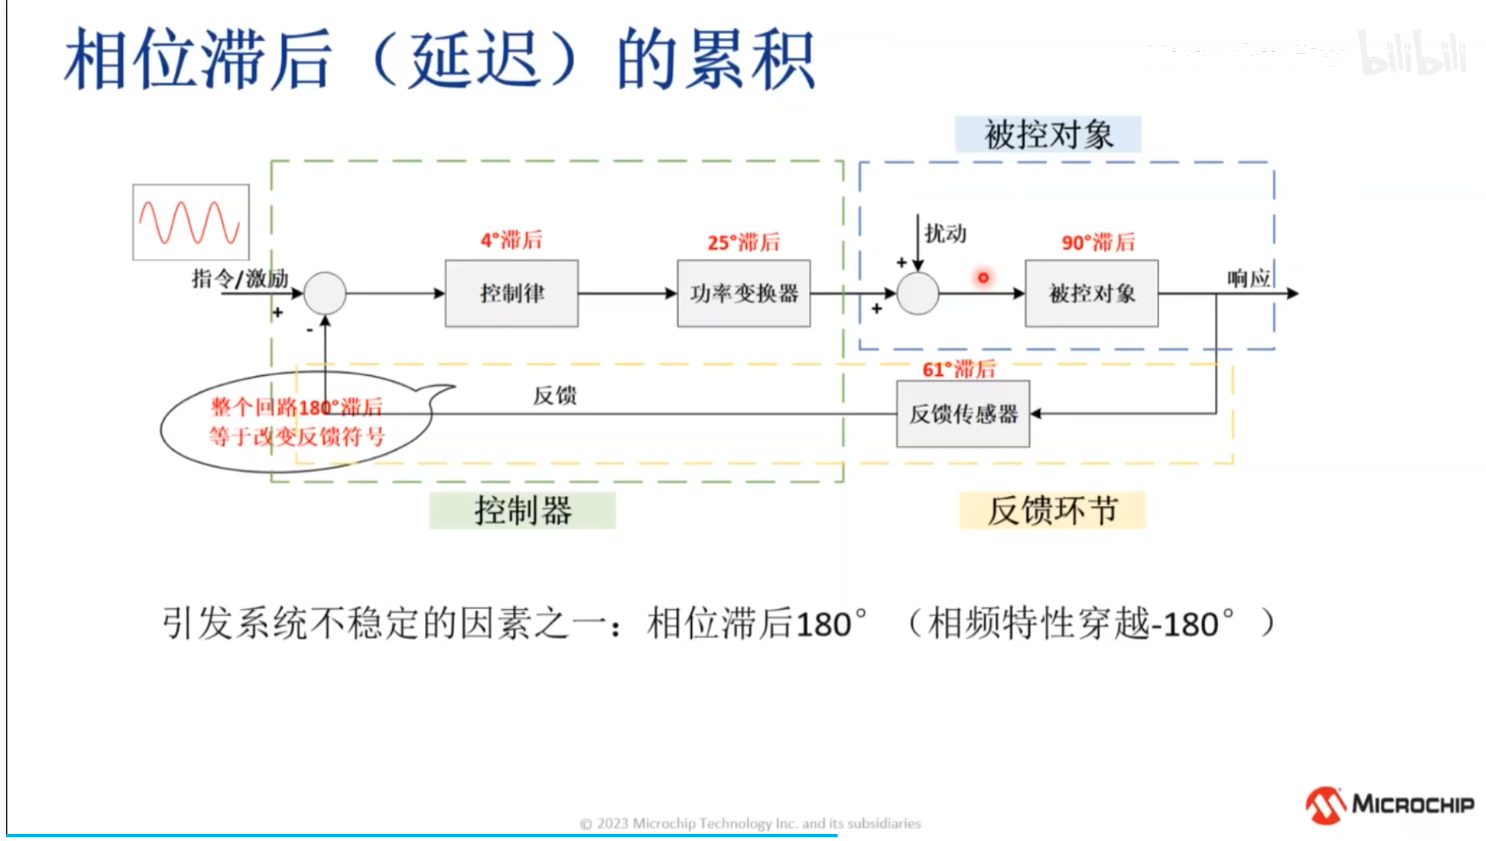 相位滞后（延迟）的累积
bilibili
被控对象
4°滞后
25°滞后
扰动
90°滞后
指令/激励
控制律
功率变换器
被控对象
响应
+
-
+
+
61°滞后
整个回路180°滞后
等于改变反馈符号
反馈
反馈传感器
控制器
反馈环节
引发系统不稳定的因素之一：相位滞后180°（相频特性穿越-180°）
MICROCHIP
© 2023 Microchip Technology Inc. and its subsidiaries